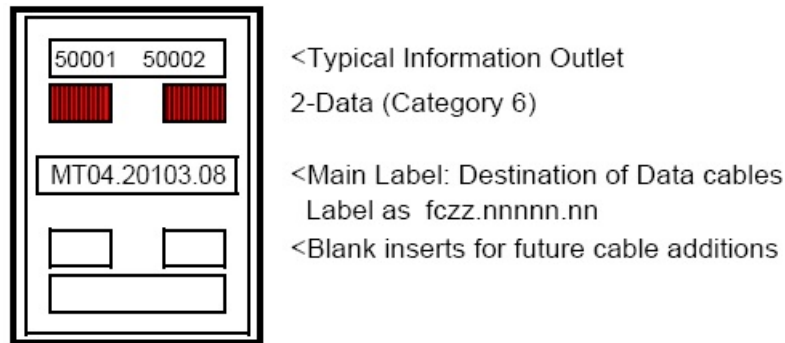 50001 50002 <Typical Information Outlet
2-Data (Category 6)
MT04.20103.08 <Main Label: Destination of Data cables
Label as fczz.nnnnn.nn
<Blank inserts for future cable additions